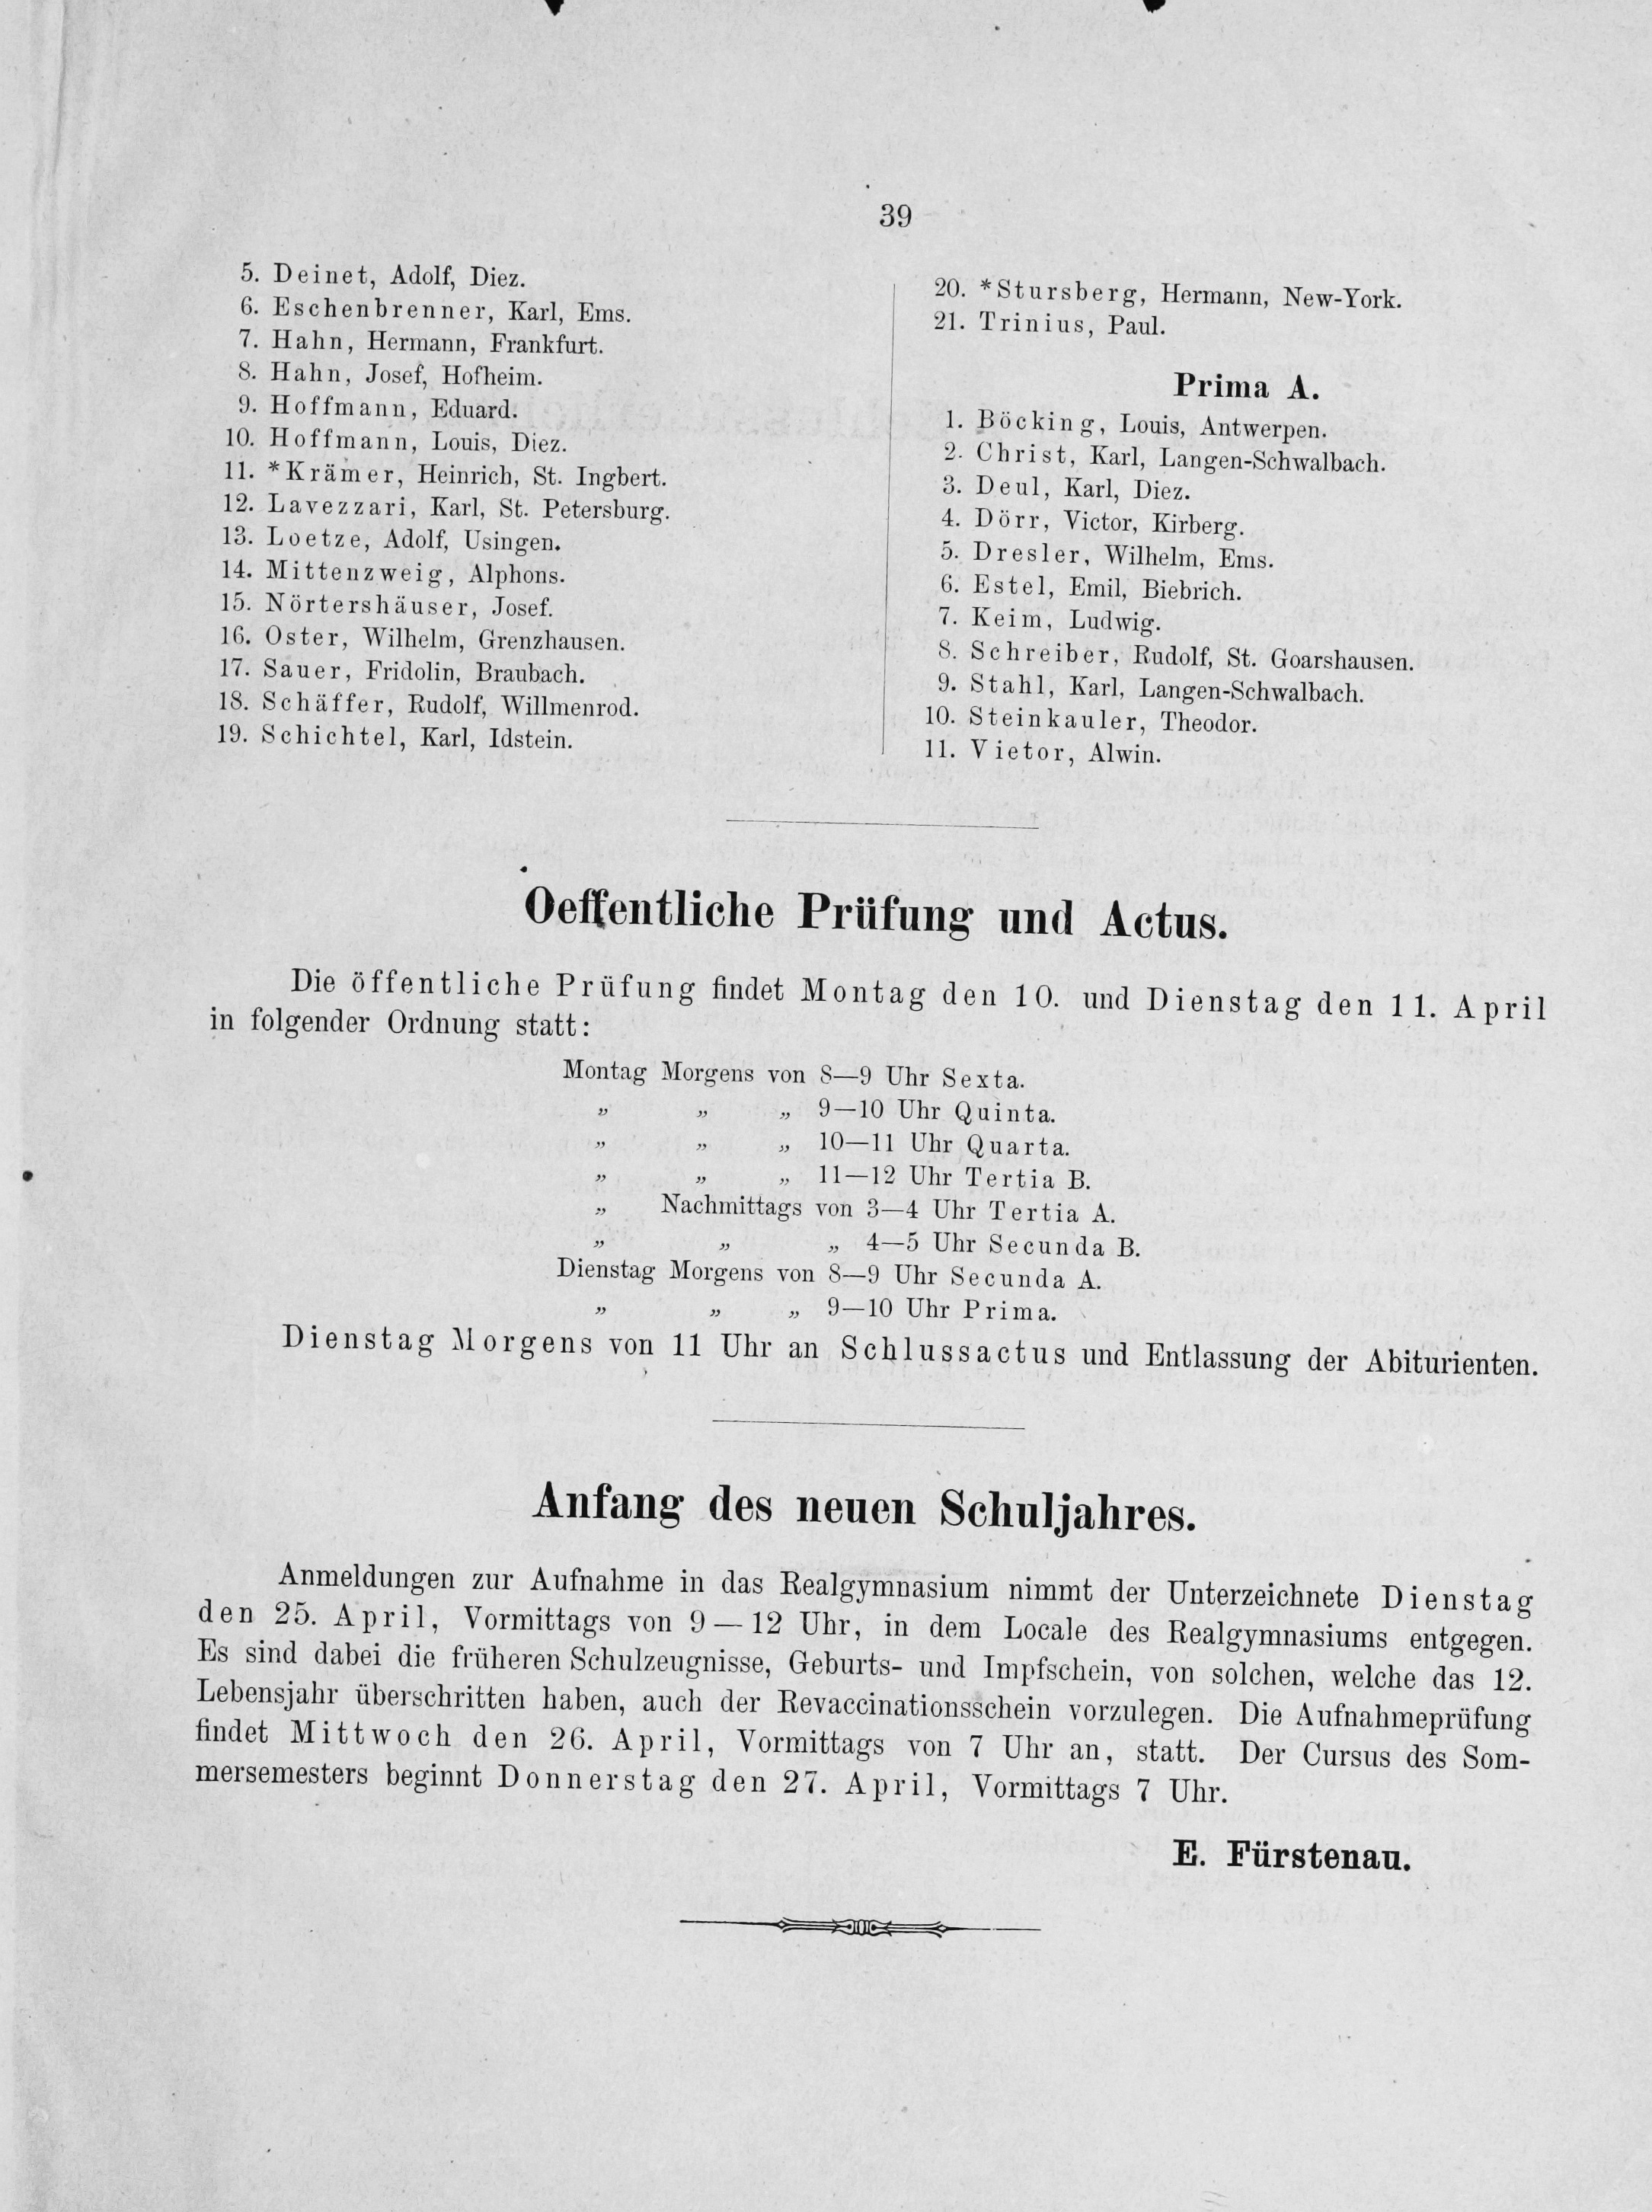 39
5. Deinet, Adolf, Diez.
6. Eschenbrenner, Karl, Ems.
7. Hahn, Hermann, Frankfurt.
8. Hahn, Josef, Hofheim.
9. Hoffmann, Eduard.
10. Hoffmann, Louis, Diez.
11. *Krämer, Heinrich, St. Ingbert.
12. Lavezzari, Karl, St. Petersburg.
13. Loetze, Adolf, Usingen.
14. Mittenzweig, Alphons.
15. Nörtershäuser, Josef.
16. Oster, Wilhelm, Grenzhausen.
17. Sauer, Fridolin, Braubach.
18. Schäffer, Rudolf, Willmenrod.
19. Schichtel, Karl, Idstein.
20. *Stursberg, Hermann, New-York.
21. Trinius, Paul.
Prima A.
1. Böcking, Louis, Antwerpen.
2. Christ, Karl, Langen-Schwalbach.
3. Deul, Karl, Diez.
4. Dörr, Victor, Kirberg.
5. Dresler, Wilhelm, Ems.
6. Estel, Emil, Biebrich.
7. Keim, Ludwig.
8. Schreiber, Rudolf, St. Goarshausen.
9. Stahl, Karl, Langen-Schwalbach.
10. Steinkauler, Theodor.
11. Vietor, Alwin.
Oeffentliche Prüfung und Actus.
Die öffentliche Prüfung findet Montag den 10. und Dienstag den 11. April
in folgender Ordnung statt:
Montag Morgens von 8—9 Uhr Sexta.
„ „ „ 9—10 Uhr Quinta.
„ „ „ 10—11 Uhr Quarta.
„ „ „ 11—12 Uhr Tertia B.
„ Nachmittags von 3—4 Uhr Tertia A.
„ „ „ 4—5 Uhr Secunda B.
Dienstag Morgens von 8—9 Uhr Secunda A.
„ „ „ 9—10 Uhr Prima.
Dienstag Morgens von 11 Uhr an Schlussactus und Entlassung der Abiturienten.
Anfang des neuen Schuljahres.
Anmeldungen zur Aufnahme in das Realgymnasium nimmt der Unterzeichnete Dienstag
den 25. April, Vormittags von 9—12 Uhr, in dem Locale des Realgymnasiums entgegen.
Es sind dabei die früheren Schulzeugnisse, Geburts- und Impfschein, von solchen, welche das 12.
Lebensjahr überschritten haben, auch der Revaccinationsschein vorzulegen. Die Aufnahmeprüfung
findet Mittwoch den 26. April, Vormittags von 7 Uhr an, statt. Der Cursus des Som-
mersemesters beginnt Donnerstag den 27. April, Vormittags 7 Uhr.
E. Fürstenau.